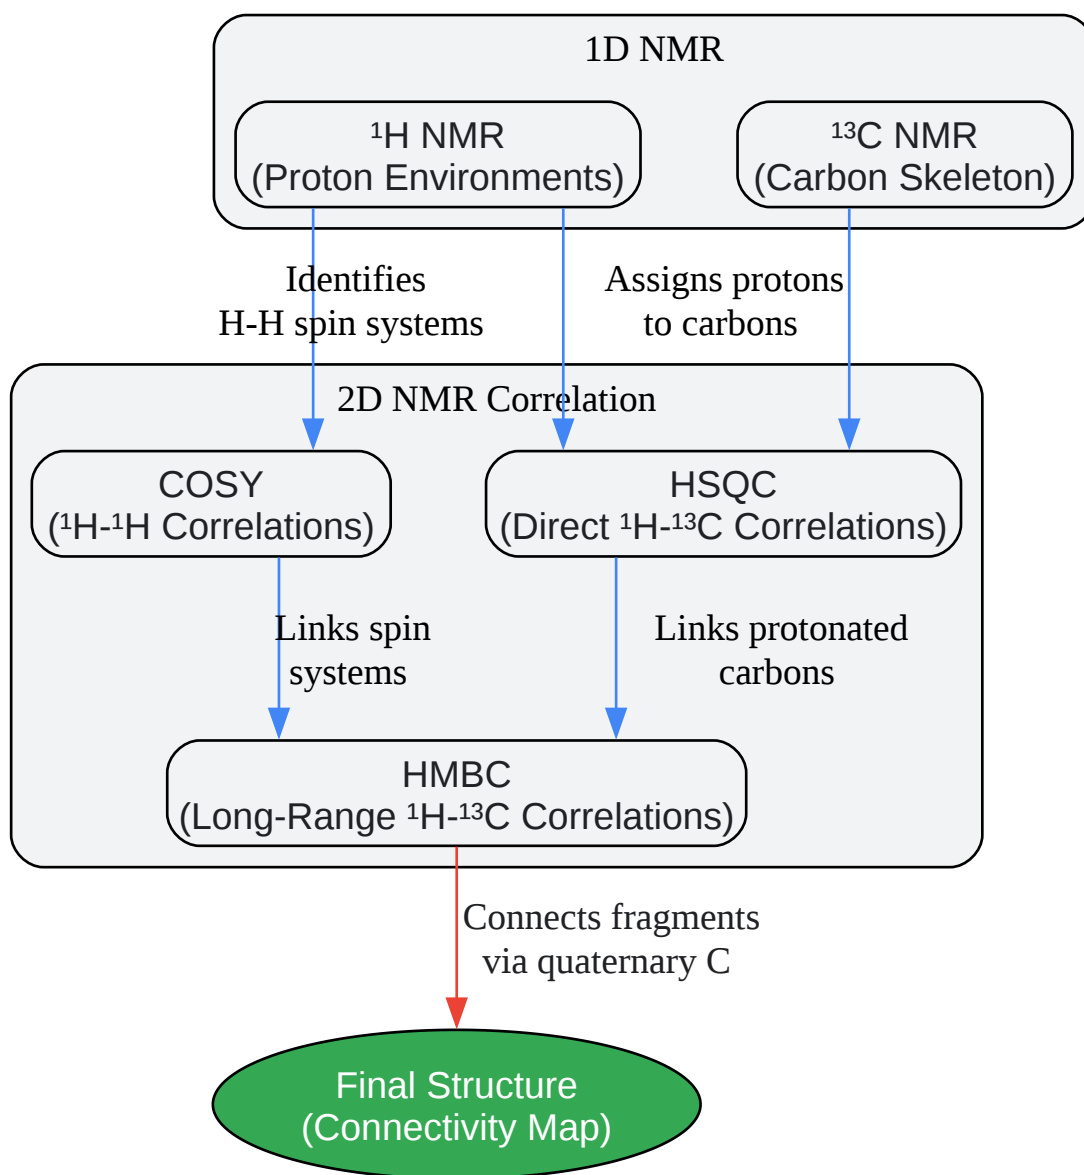 1D NMR
¹H NMR
(Proton Environments)
¹³C NMR
(Carbon Skeleton)
Identifies
H-H spin systems
Assigns protons
to carbons
2D NMR Correlation
COSY
(¹H-¹H Correlations)
HSQC
(Direct ¹H-¹³C Correlations)
Links spin
systems
Links protonated
carbons
HMBC
(Long-Range ¹H-¹³C Correlations)
Connects fragments
via quaternary C
Final Structure
(Connectivity Map)